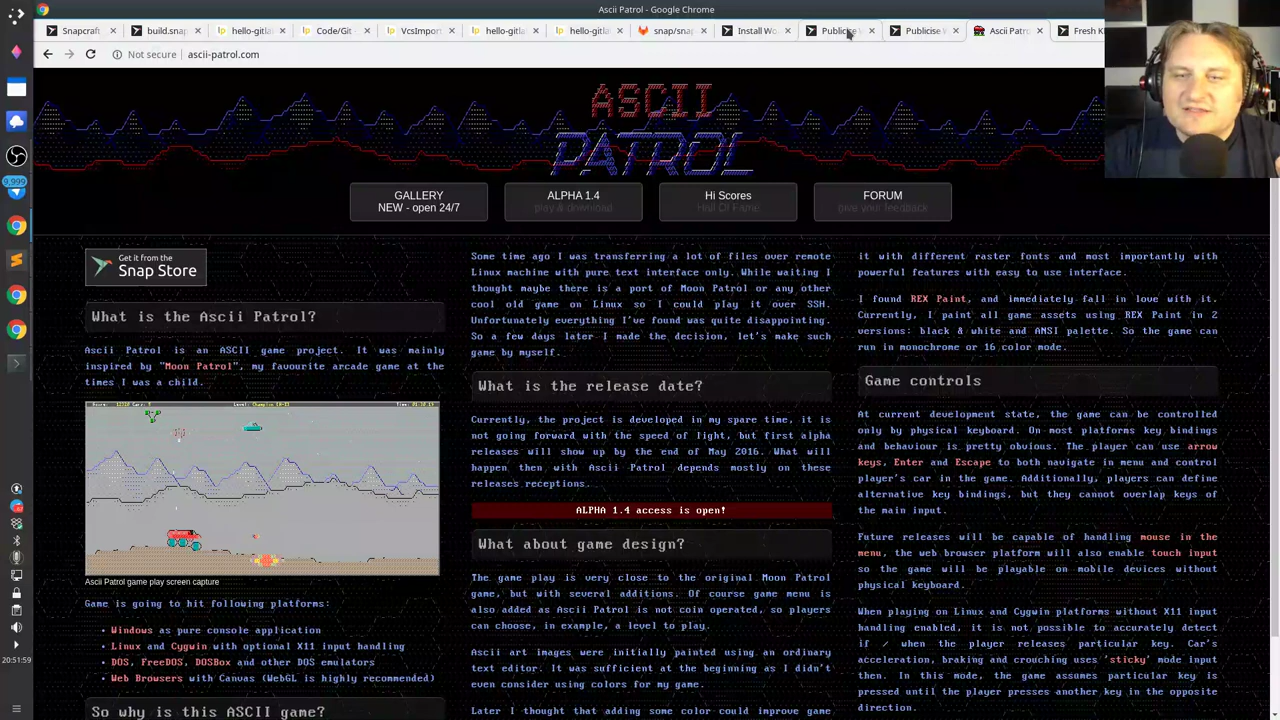 Ascii Patrol - Google Chrome
Snapcraft
build.snap
hello-gitla
Code/Git -
VcsImport
hello-gitla
hello-gitla
snap/snap
Install Wo
Publicise W
Publicise W
Ascii Patro
Fresh K
Not secure
ascii-patrol.com
ASCII
PATROL
GALLERY
NEW - open 24/7
ALPHA 1.4
play & download
Hi Scores
Hall Of Fame
FORUM
give your feedback
Get it from the
Snap Store
What is the Ascii Patrol?
Ascii Patrol is an ASCII game project. It was mainly
inspired by "Moon Patrol", my favourite arcade game at the
times I was a child.
Ascii Patrol game play screen capture
Game is going to hit following platforms:
• Windows as pure console application
• Linux and Cygwin with optional X11 input handling
• DOS, FreeDOS, DOSBox and other DOS emulators
• Web Browsers with Canvas (WebGL is highly recommended)
So why is this ASCII game?
Some time ago I was transferring a lot of files over remote
Linux machine with pure text interface only. While waiting I
thought maybe there is a port of Moon Patrol or any other
cool old game on Linux so I could play it over SSH.
Unfortunately everything I've found was quite disappointing.
So a few days later I made the decision, let's make such
game by myself.
What is the release date?
Currently, the project is developed in my spare time, it is
not going forward with the speed of light, but first alpha
releases will show up by the end of May 2016. What will
happen then with Ascii Patrol depends mostly on these
releases receptions.
ALPHA 1.4 access is open!
What about game design?
The game play is very close to the original Moon Patrol
game, but with several additions. Of course game menu is
also added as Ascii Patrol is not coin operated, so players
can choose, in example, a level to play.
Ascii art images were initially painted using an ordinary
text editor. It was sufficient at the beginning as I didn't
even consider using colors for my game.
Later I thought that adding some color could improve game
it with different raster fonts and most importantly with
powerful features with easy to use interface.
I found REX Paint, and immediately fall in love with it.
Currently, I paint all game assets using REX Paint in 2
versions: black & white and ANSI palette. So the game can
run in monochrome or 16 color mode.
Game controls
At current development state, the game can be controlled
only by physical keyboard. On most platforms key bindings
and behaviour is pretty obvious. The player can use arrow
keys, Enter and Escape to both navigate in menu and control
player's car in the game. Additionally, players can define
alternative key bindings, but they cannot overlap keys of
the main input.
Future releases will be capable of handling mouse in the
menu, the web browser platform will also enable touch input
so the game will be playable on mobile devices without
physical keyboard.
When playing on Linux and Cygwin platforms without X11 input
handling enabled, it is not possible to accurately detect
if / when the player releases particular key. Car's
acceleration, braking and crouching uses 'sticky' mode input
then. In this mode, the game assumes particular key is
pressed until the player presses another key in the opposite
direction.
9,999
20:51:59